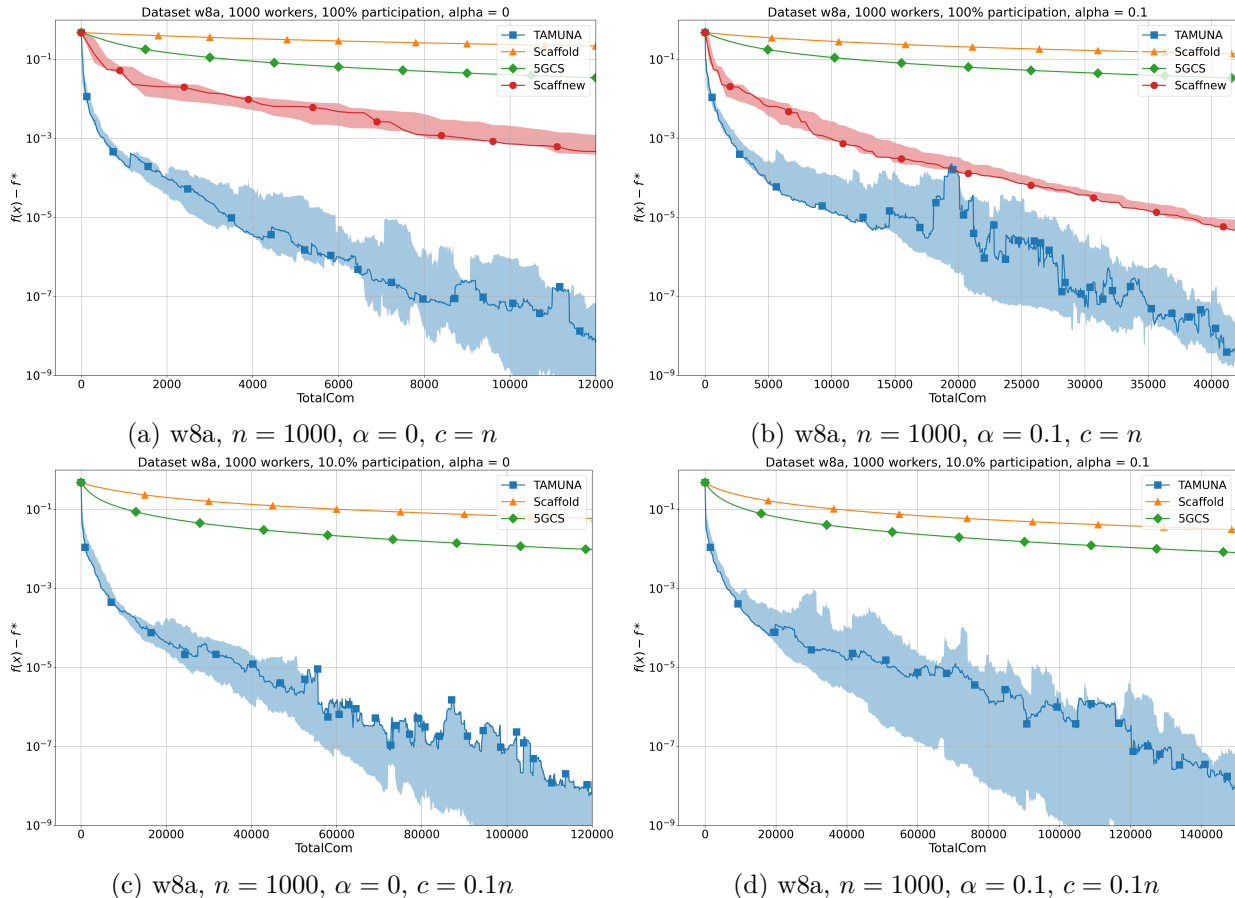 Dataset w8a, 1000 workers, 100% participation, alpha = 0
TAMUNA
Scaffold
5GCS
Scaffnew
f(x) − f*
10⁻¹
10⁻³
10⁻⁵
10⁻⁷
10⁻⁹
0 2000 4000 6000 8000 10000 12000
TotalCom
(a) w8a, n = 1000, α = 0, c = n
Dataset w8a, 1000 workers, 100% participation, alpha = 0.1
TAMUNA
Scaffold
5GCS
Scaffnew
f(x) − f*
10⁻¹
10⁻³
10⁻⁵
10⁻⁷
10⁻⁹
0 5000 10000 15000 20000 25000 30000 35000 40000
TotalCom
(b) w8a, n = 1000, α = 0.1, c = n
Dataset w8a, 1000 workers, 10.0% participation, alpha = 0
TAMUNA
Scaffold
5GCS
f(x) − f*
10⁻¹
10⁻³
10⁻⁵
10⁻⁷
10⁻⁹
0 20000 40000 60000 80000 100000 120000
TotalCom
(c) w8a, n = 1000, α = 0, c = 0.1n
Dataset w8a, 1000 workers, 10.0% participation, alpha = 0.1
TAMUNA
Scaffold
5GCS
f(x) − f*
10⁻¹
10⁻³
10⁻⁵
10⁻⁷
10⁻⁹
0 20000 40000 60000 80000 100000 120000 140000
TotalCom
(d) w8a, n = 1000, α = 0.1, c = 0.1n